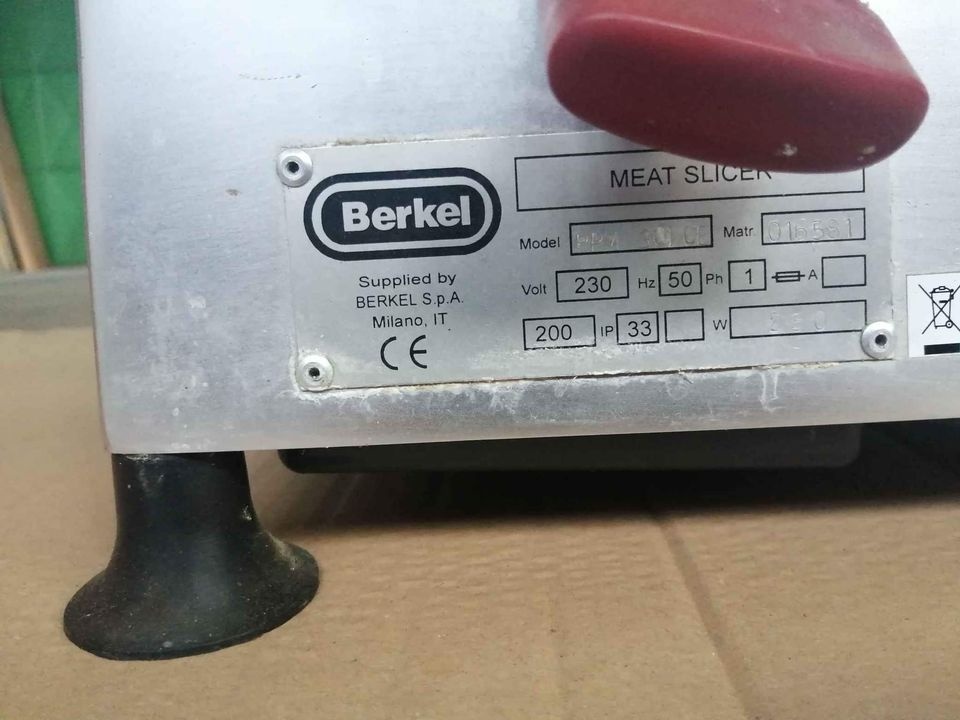 Berkel
Supplied by
BERKEL S.p.A.
Milano, IT
CE
MEAT SLICER
Model Matr. 016581
Volt 230 Hz 50 Ph 1 A
200 IP 33 W